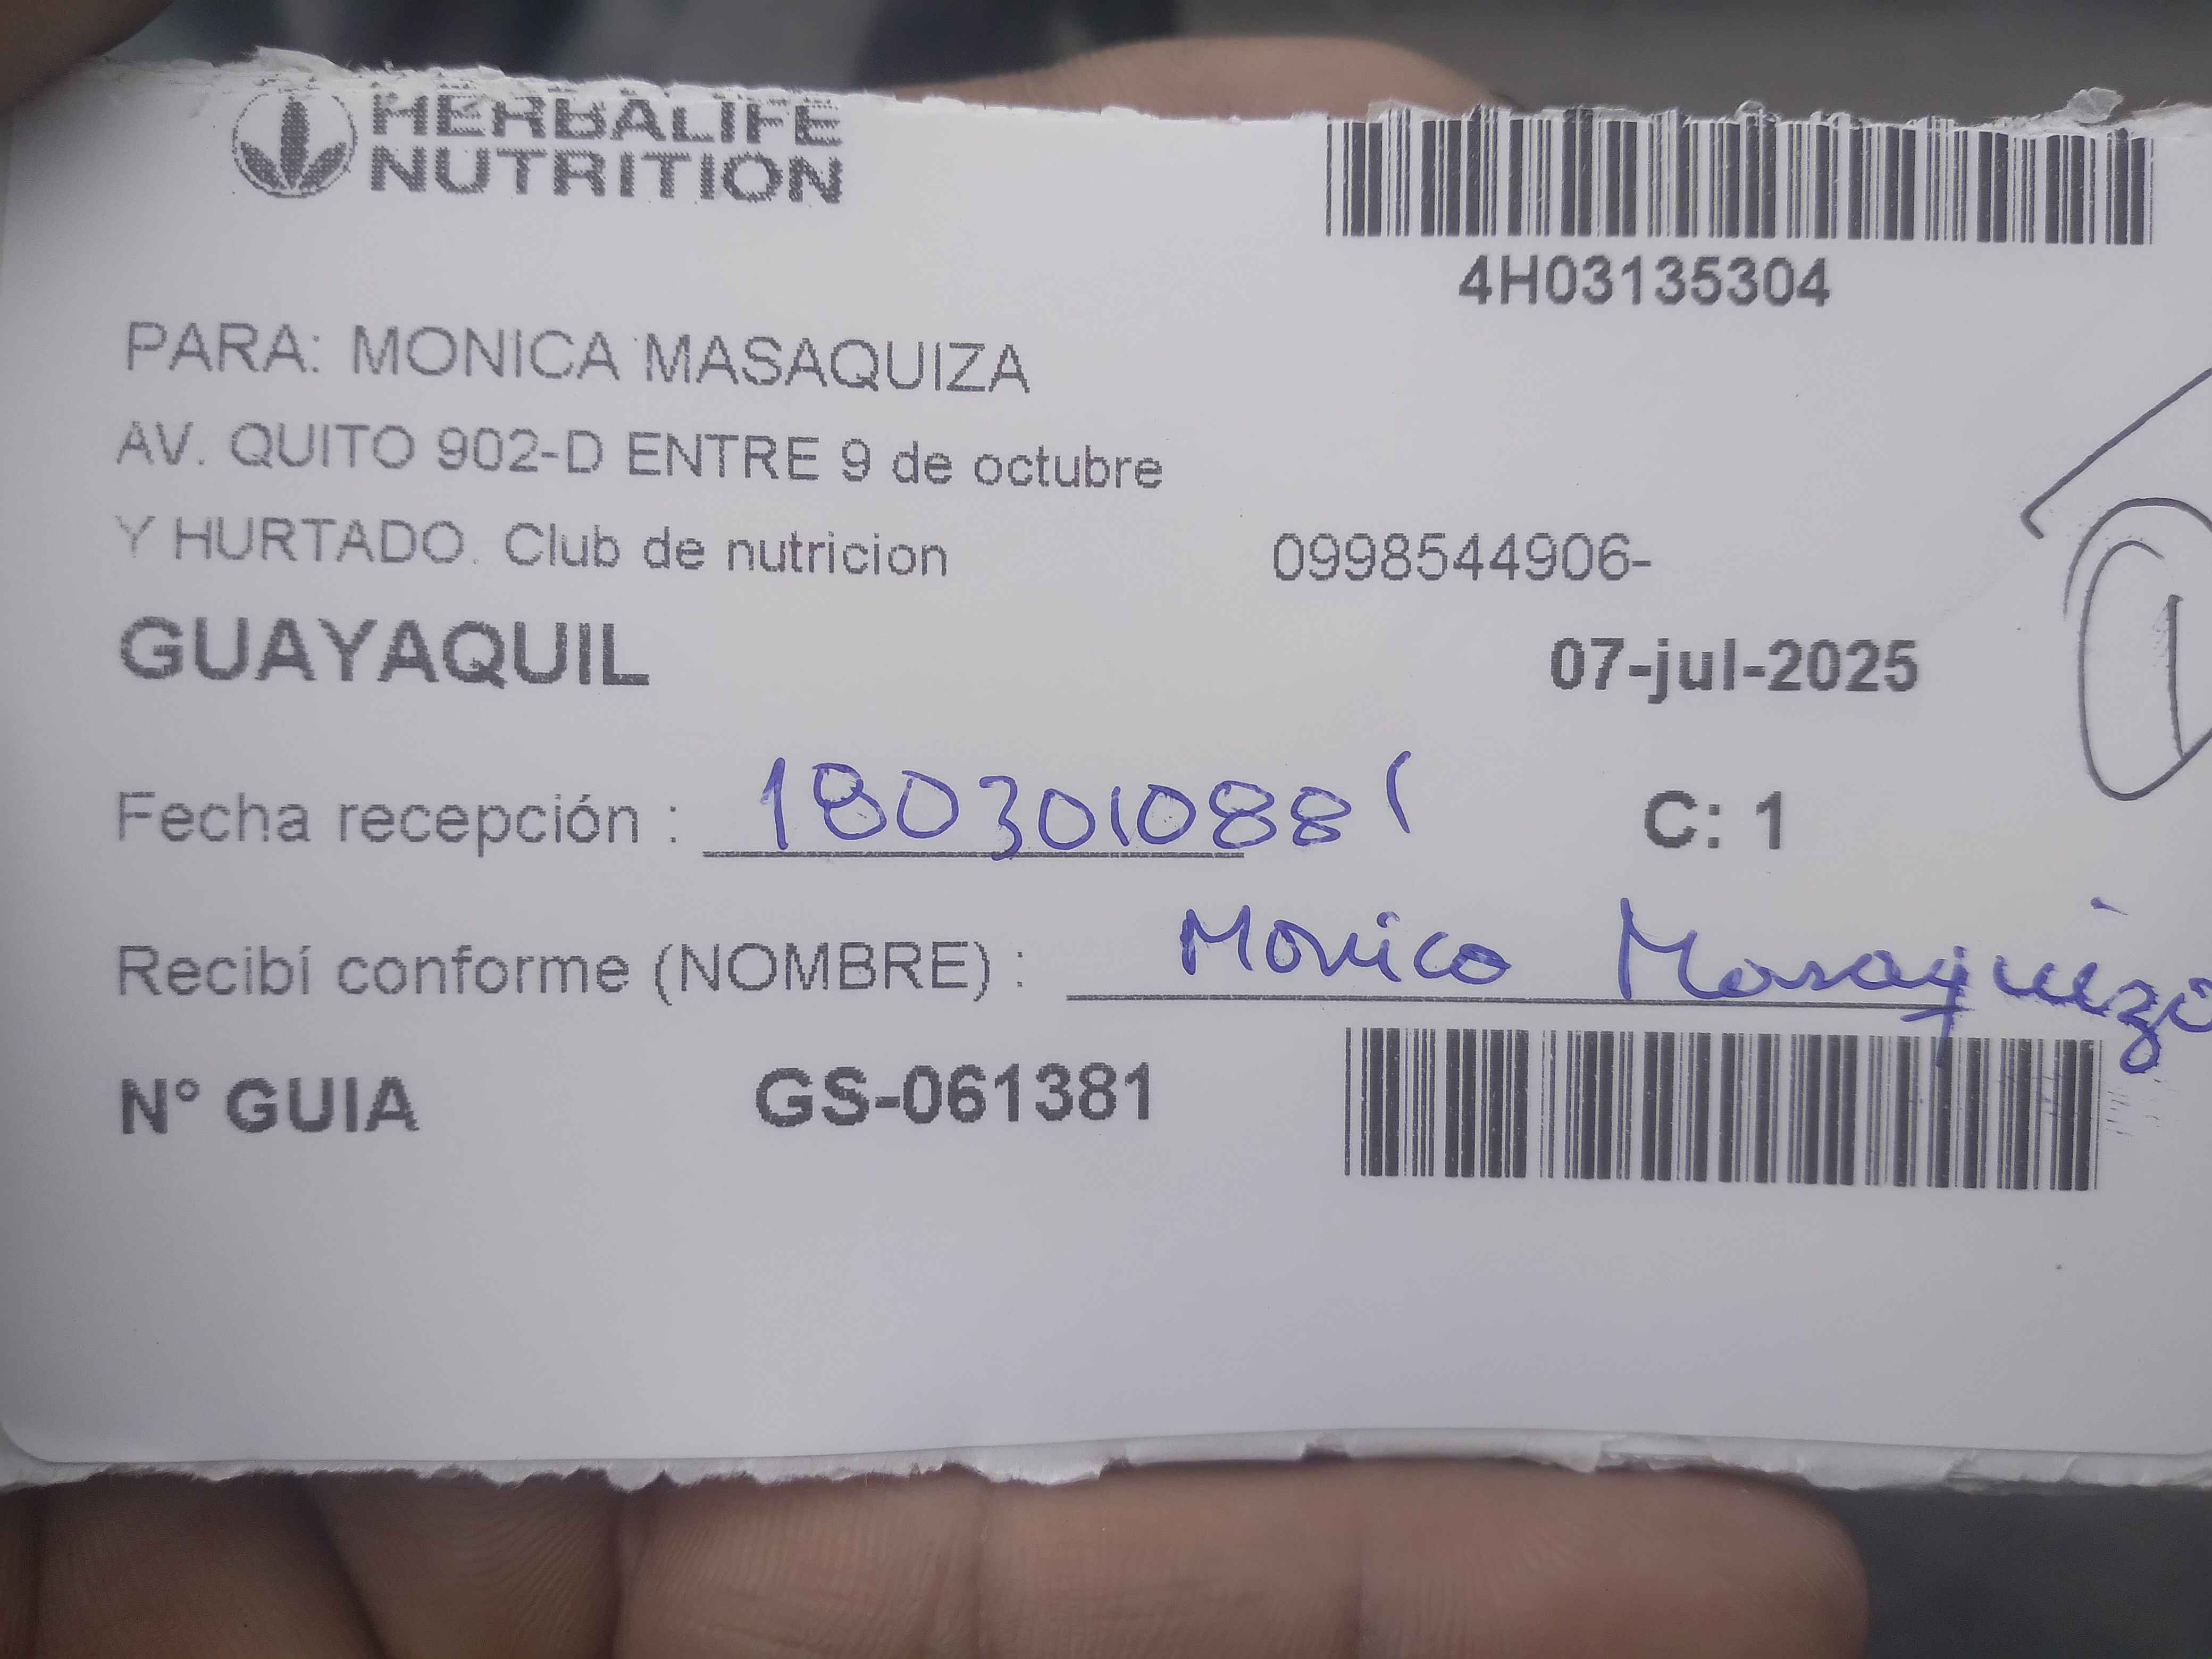 HERBALIFE
NUTRITION
4H03135304
PARA: MONICA MASAQUIZA
AV. QUITO 902-D ENTRE 9 de octubre
Y HURTADO. Club de nutricion 0998544906-
GUAYAQUIL 07-jul-2025
Fecha recepción : 1803010881 C: 1
Recibí conforme (NOMBRE) : Monica Masaquiza
N° GUIA GS-061381